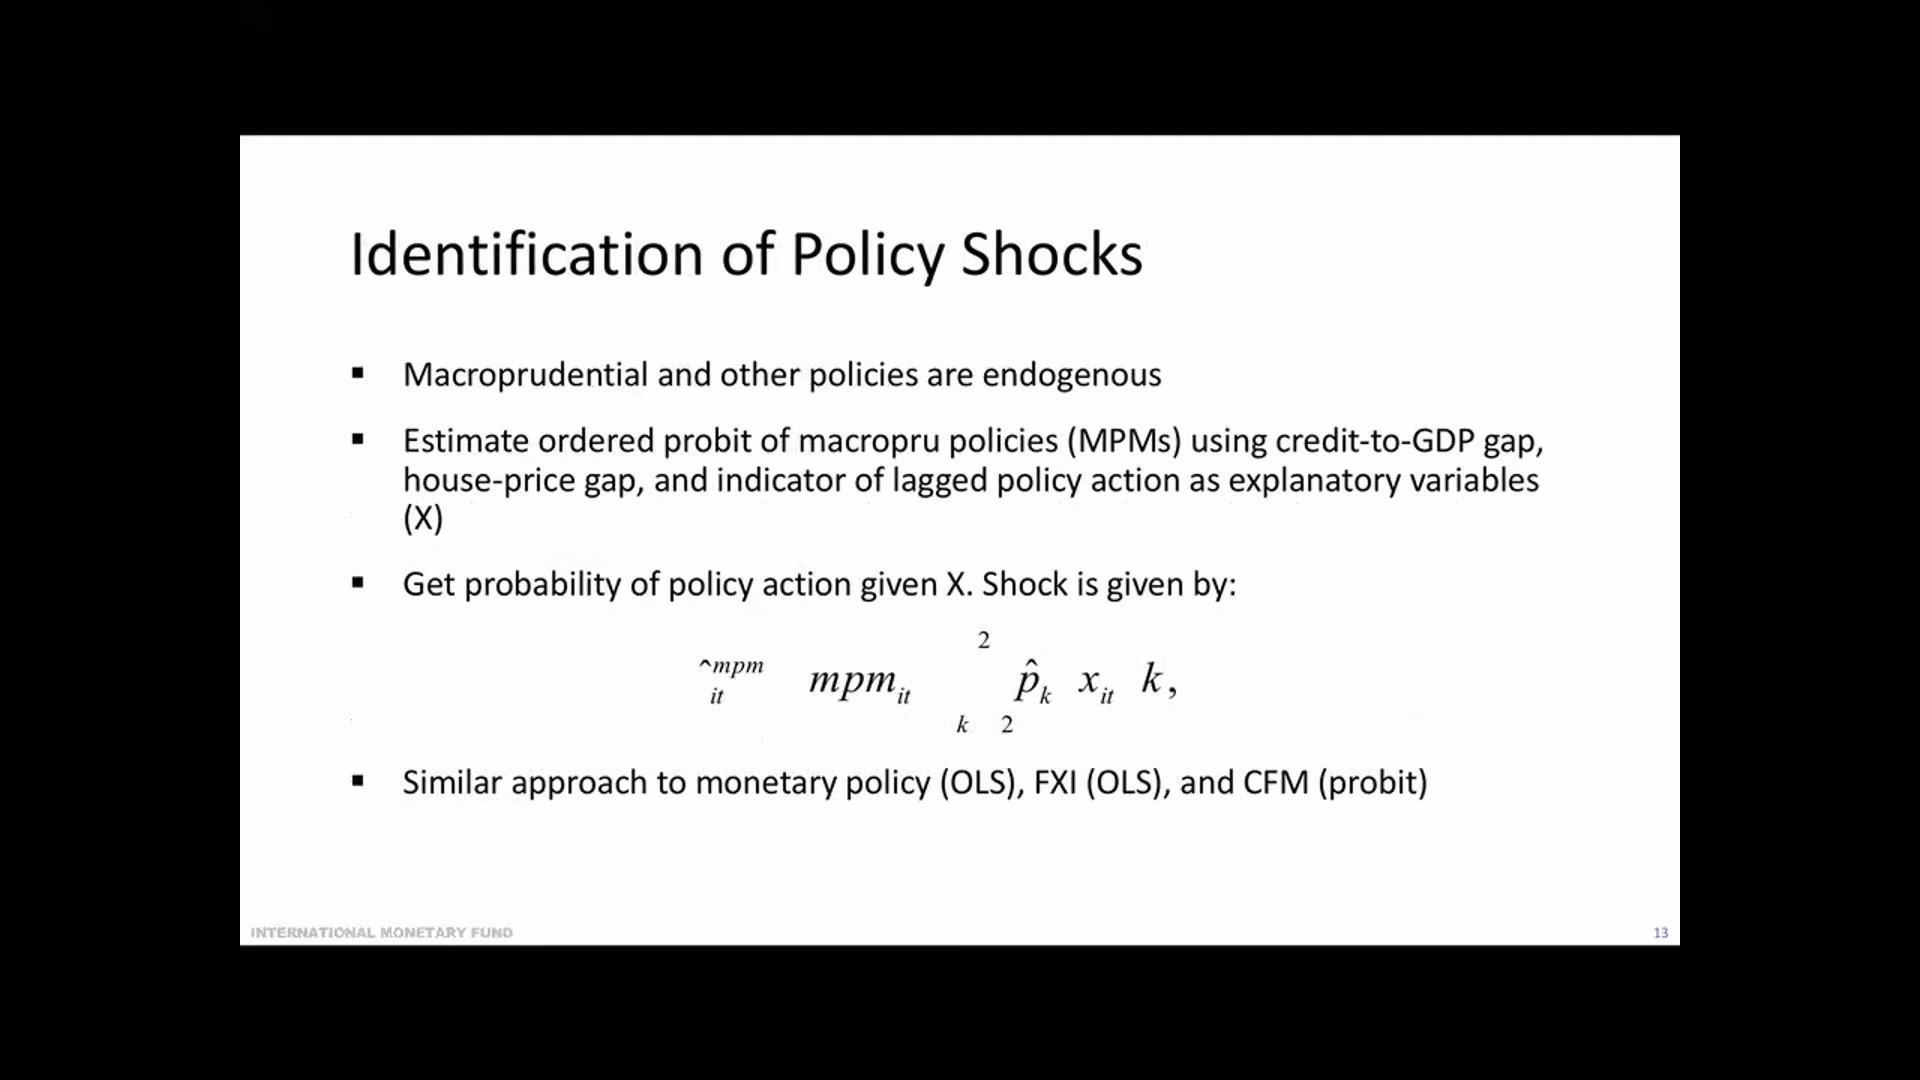 Identification of Policy Shocks
▪ Macroprudential and other policies are endogenous
▪ Estimate ordered probit of macropru policies (MPMs) using credit-to-GDP gap,
house-price gap, and indicator of lagged policy action as explanatory variables
(X)
▪ Get probability of policy action given X. Shock is given by:
2
^mpm
it mpm_it p̂_k x_it k,
k 2
▪ Similar approach to monetary policy (OLS), FXI (OLS), and CFM (probit)
INTERNATIONAL MONETARY FUND
13